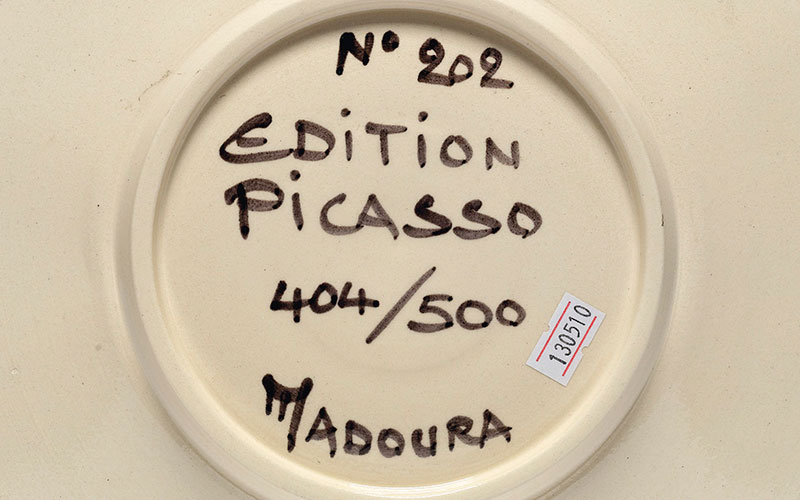 N° 202
EDiTiON
PiCASSO
404/500
130510
MADOURA